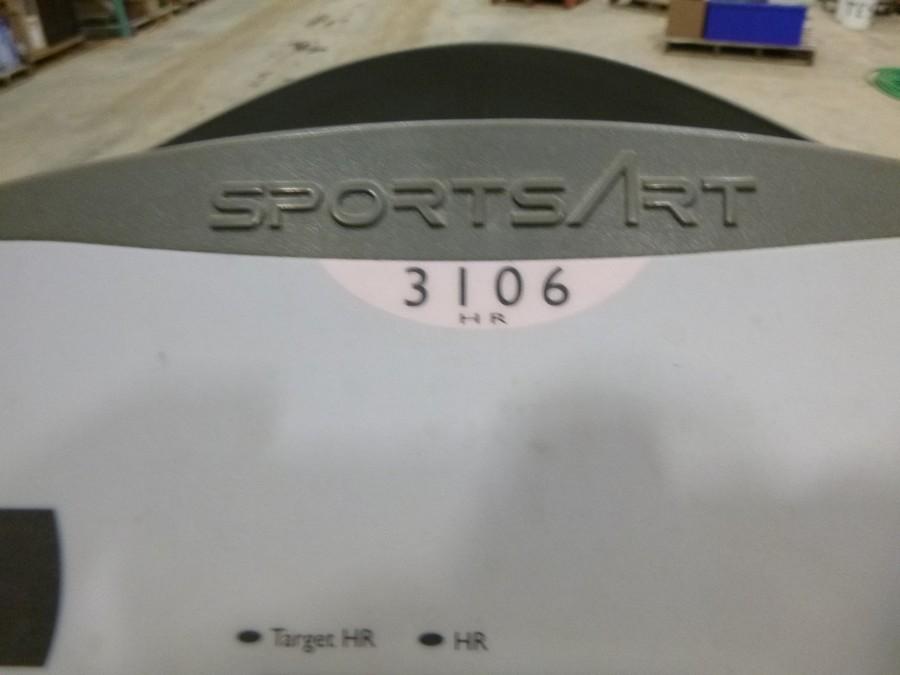 SPORTSART
3106
HR
Target HR HR